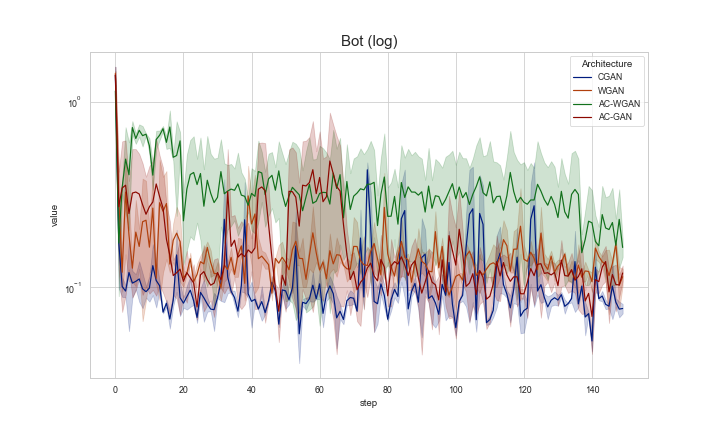 Bot (log)
Architecture
CGAN
WGAN
AC-WGAN
AC-GAN
10⁰
10⁻¹
value
0 20 40 60 80 100 120 140
step